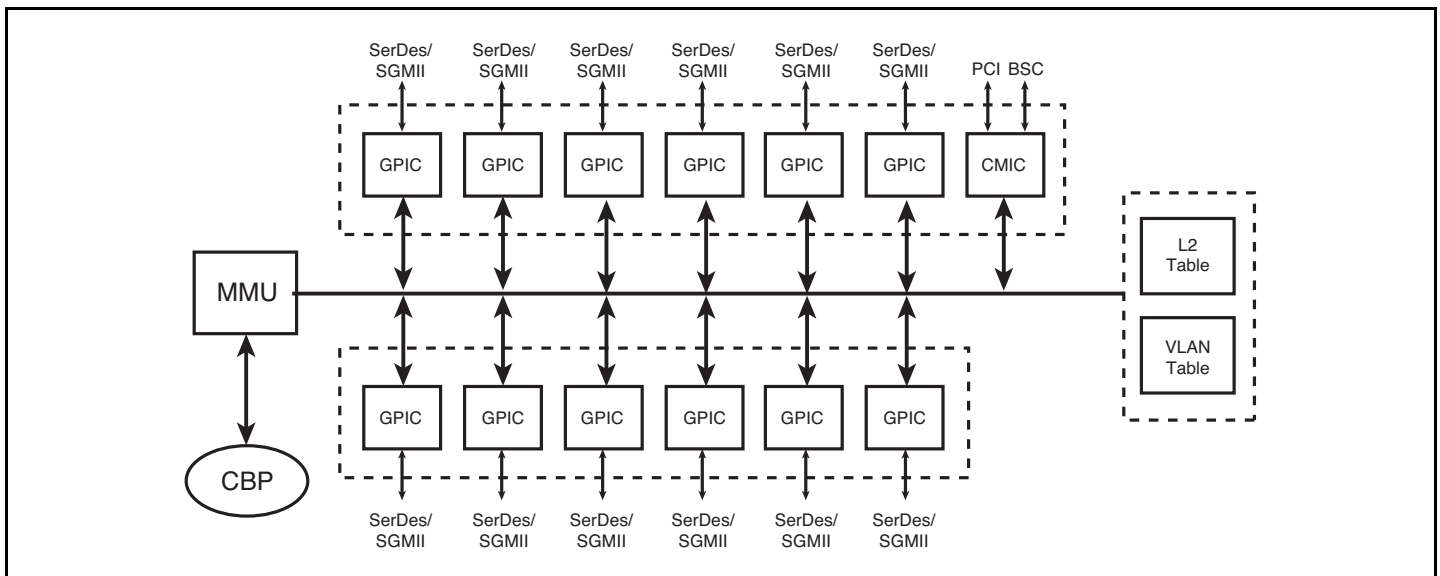 SerDes/ SerDes/ SerDes/ SerDes/ SerDes/ SerDes/
SGMII SGMII SGMII SGMII SGMII SGMII PCI BSC
GPIC GPIC GPIC GPIC GPIC GPIC CMIC
L2
Table
MMU
VLAN
Table
GPIC GPIC GPIC GPIC GPIC GPIC
CBP
SerDes/ SerDes/ SerDes/ SerDes/ SerDes/ SerDes/
SGMII SGMII SGMII SGMII SGMII SGMII